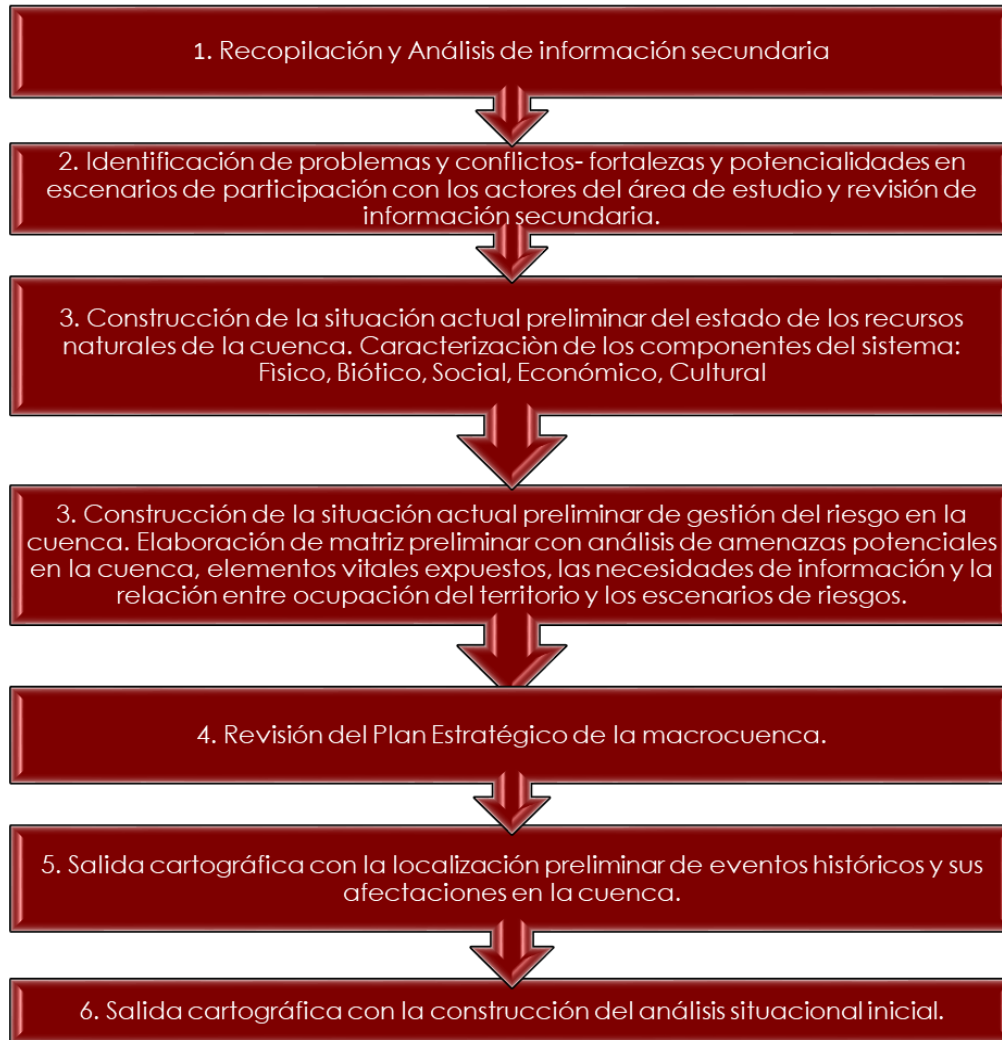 1. Recopilación y Análisis de información secundaria
2. Identificación de problemas y conflictos- fortalezas y potencialidades en
escenarios de participación con los actores del área de estudio y revisión de
información secundaria.
3. Construcción de la situación actual preliminar del estado de los recursos
naturales de la cuenca. Caracterizaciòn de los componentes del sistema:
Fìsico, Biótico, Social, Económico, Cultural
3. Construcción de la situación actual preliminar de gestión del riesgo en la
cuenca. Elaboración de matriz preliminar con análisis de amenazas potenciales
en la cuenca, elementos vitales expuestos, las necesidades de información y la
relación entre ocupación del territorio y los escenarios de riesgos.
4. Revisión del Plan Estratégico de la macrocuenca.
5. Salida cartográfica con la localización preliminar de eventos históricos y sus
afectaciones en la cuenca.
6. Salida cartográfica con la construcción del análisis situacional inicial.